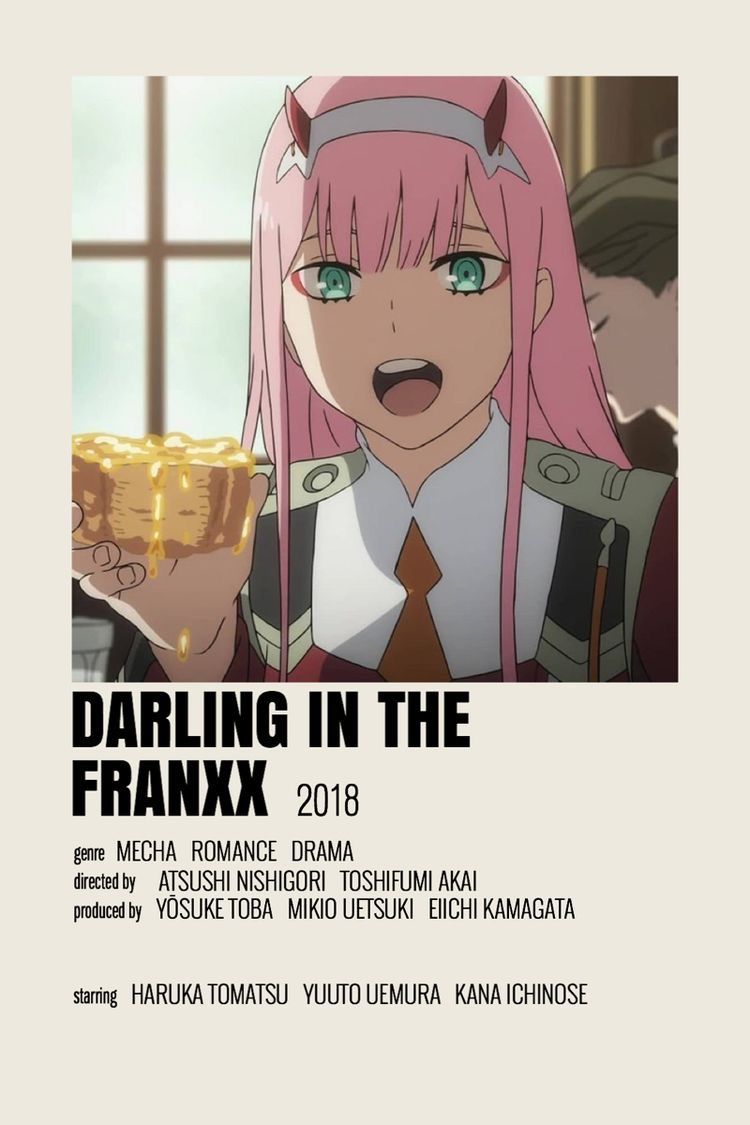 DARLING IN THE
FRANXX 2018
genre MECHA ROMANCE DRAMA
directed by ATSUSHI NISHIGORI TOSHIFUMI AKAI
produced by YŌSUKE TOBA MIKIO UETSUKI EIICHI KAMAGATA
starring HARUKA TOMATSU YUUTO UEMURA KANA ICHINOSE